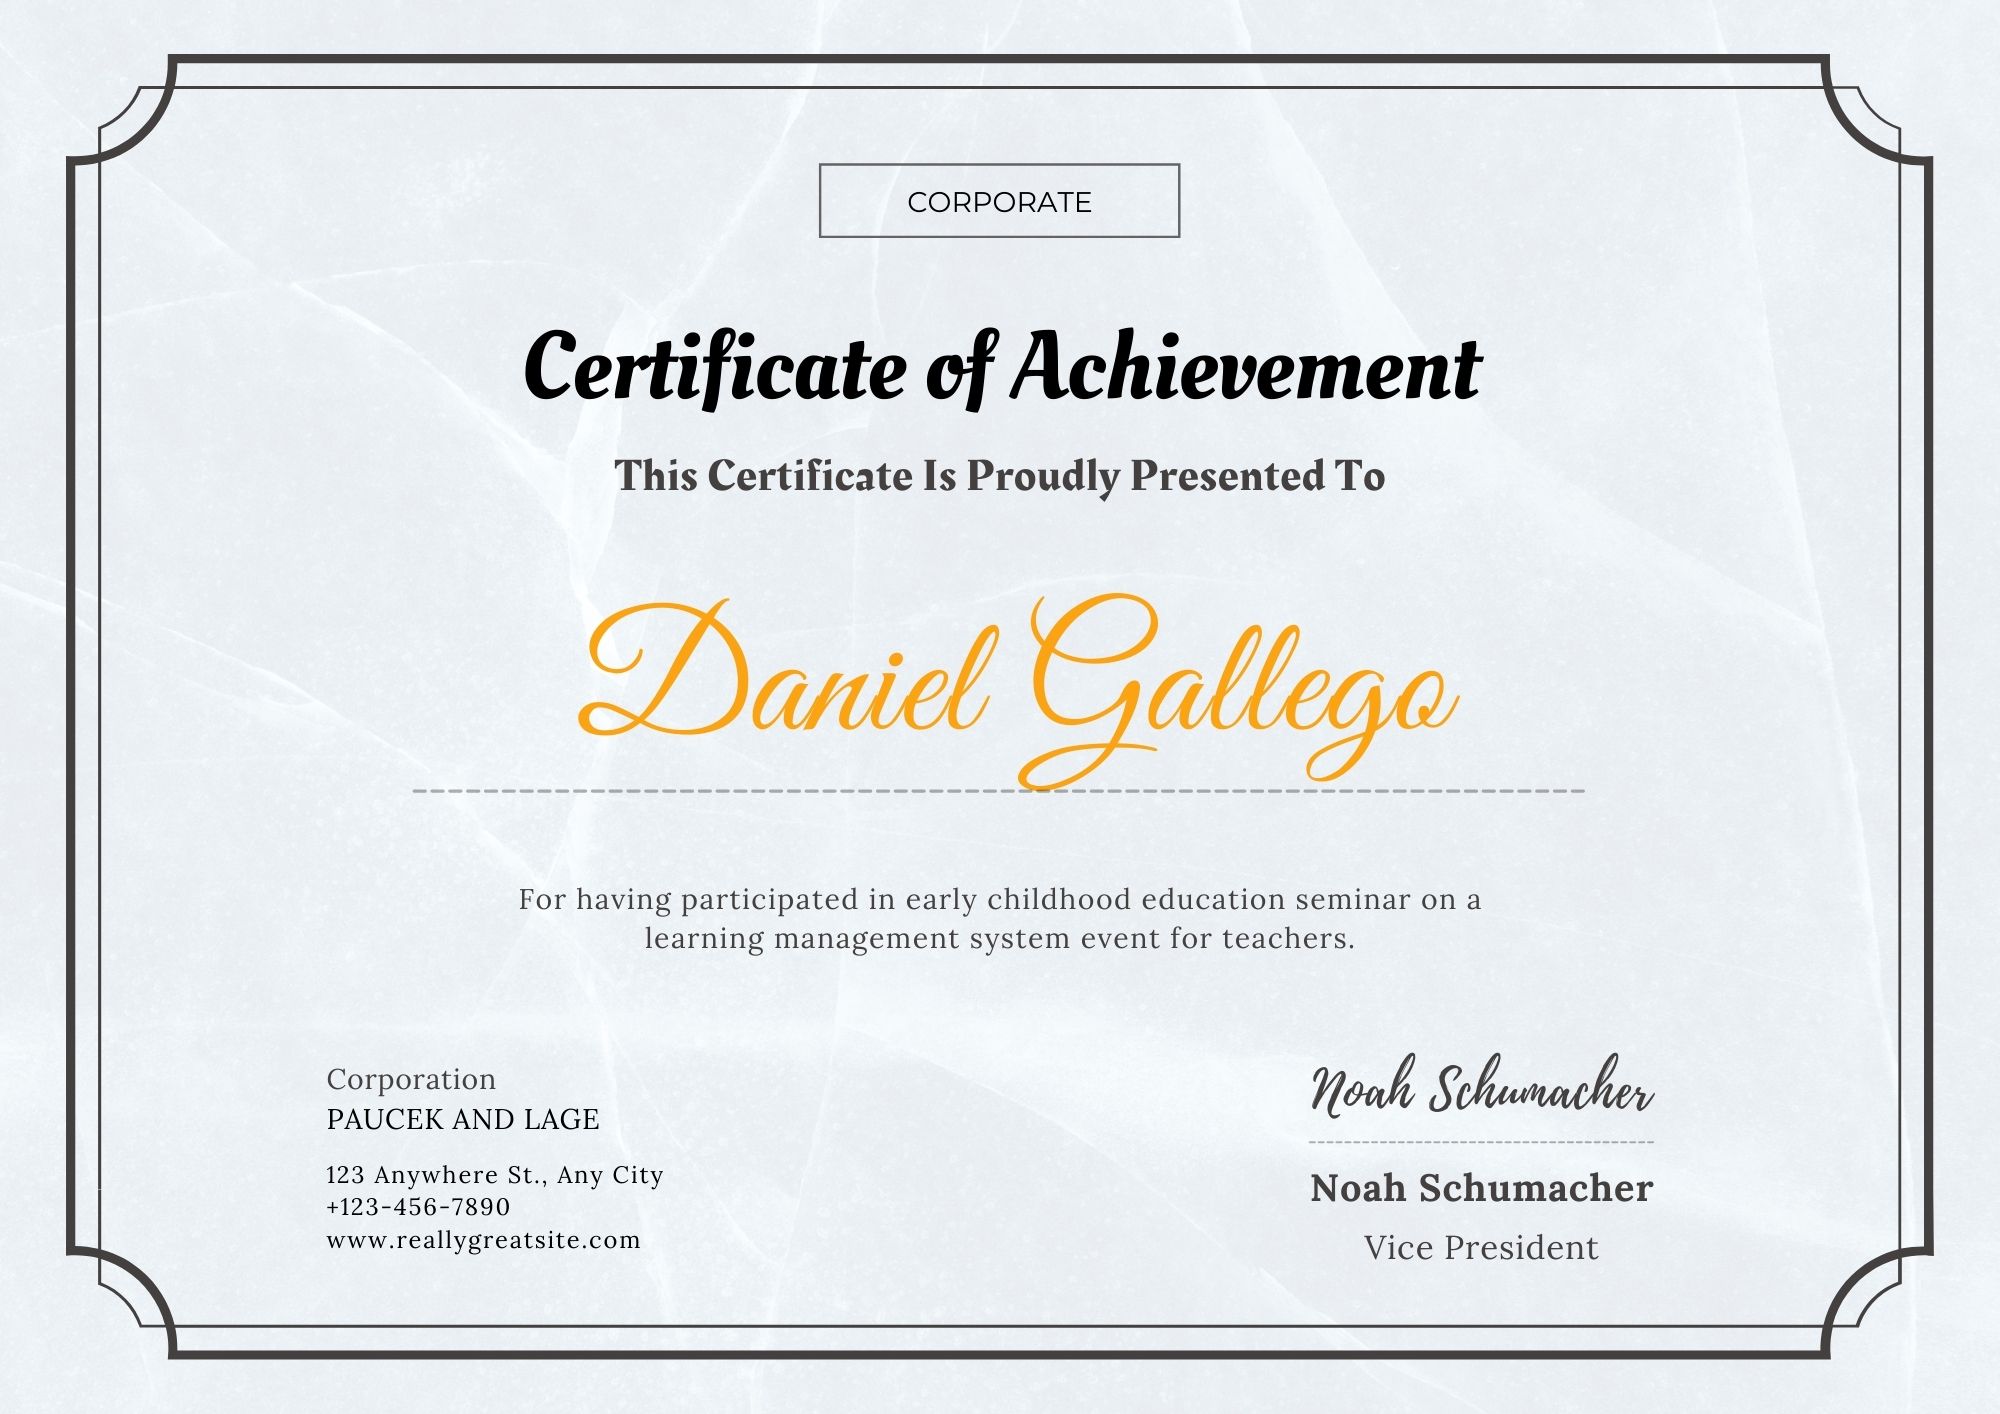 CORPORATE
Certificate of Achievement
This Certificate Is Proudly Presented To
Daniel Gallego
For having participated in early childhood education seminar on a
learning management system event for teachers.
Corporation
PAUCEK AND LAGE
123 Anywhere St., Any City
+123-456-7890
www.reallygreatsite.com
Noah Schumacher
Noah Schumacher
Vice President